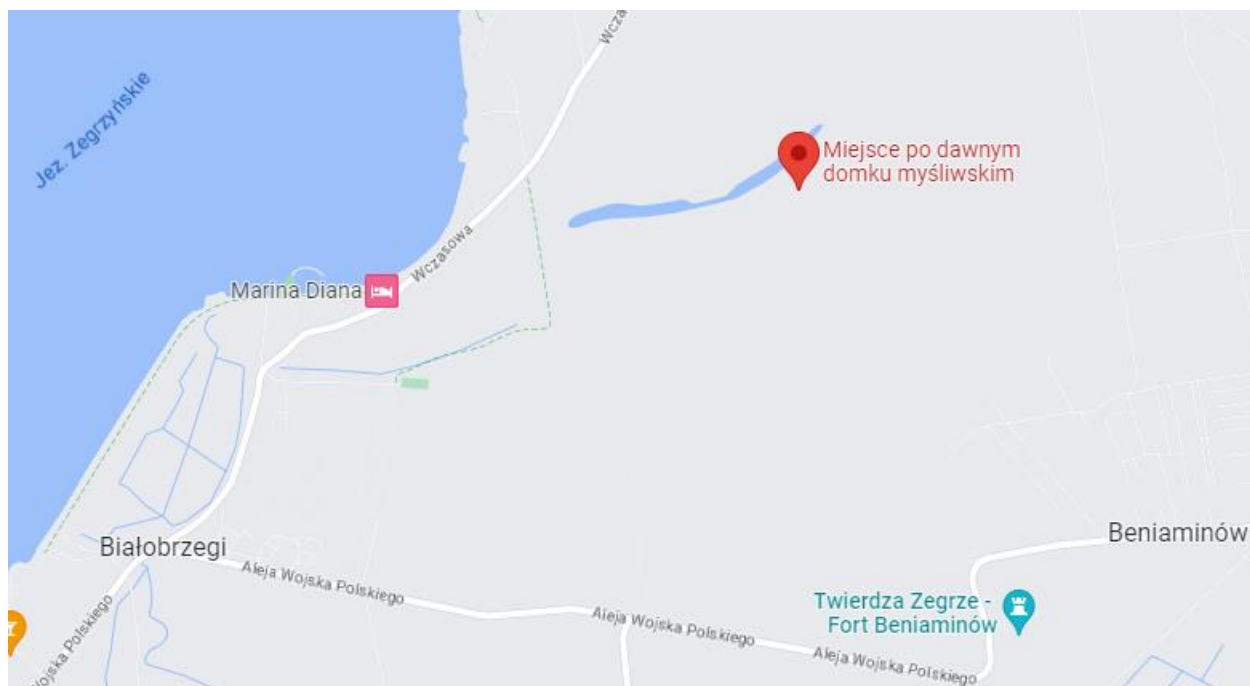 Wcza
Jez. Zegrzyńskie
Miejsce po dawnym
domku myśliwskim
Wczasowa
Marina Diana
Białobrzegi
Beniaminów
Aleja Wojska Polskiego
Aleja Wojska Polskiego
Twierdza Zegrze -
Fort Beniaminów
Aleja Wojska Polskiego
Wojska Polskiego